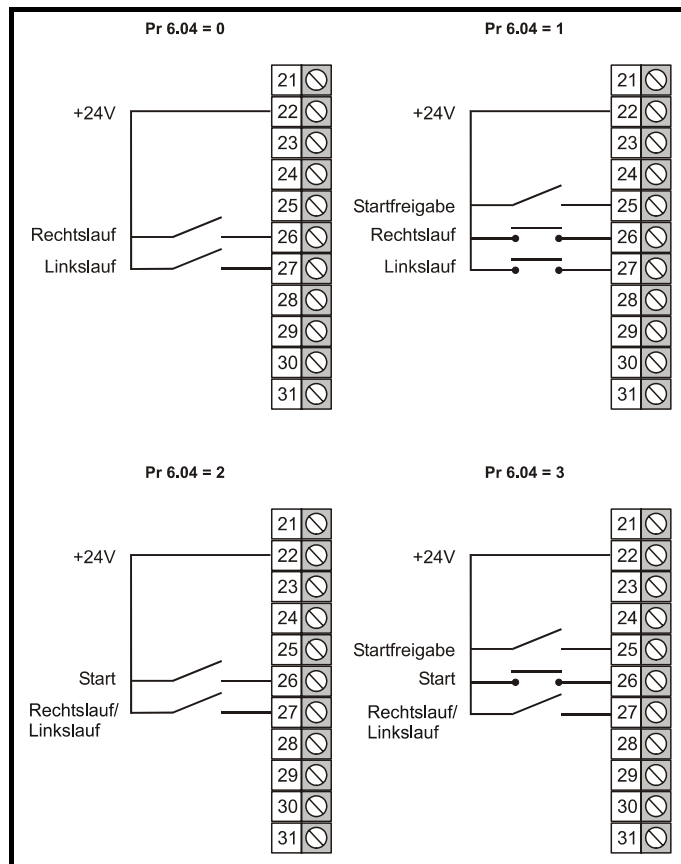 Pr 6.04 = 0
21
+24V 22
23
24
25
Rechtslauf 26
Linkslauf 27
28
29
30
31
Pr 6.04 = 1
21
+24V 22
23
24
Startfreigabe 25
Rechtslauf 26
Linkslauf 27
28
29
30
31
Pr 6.04 = 2
21
+24V 22
23
24
25
Start 26
Rechtslauf/ 27
Linkslauf
28
29
30
31
Pr 6.04 = 3
21
+24V 22
23
24
Startfreigabe 25
Start 26
Rechtslauf/ 27
Linkslauf
28
29
30
31